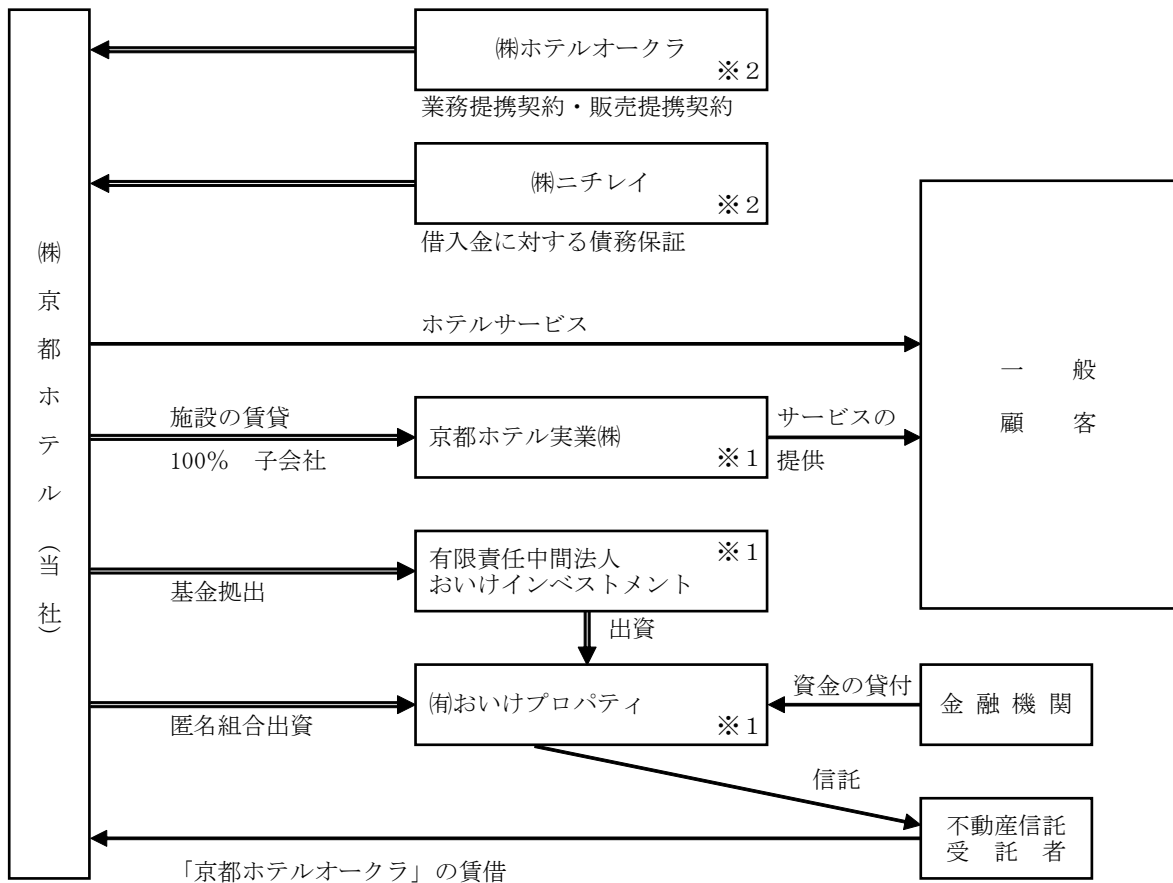 ㈱ホテルオークラ
※2
業務提携契約・販売提携契約
㈱ニチレイ
※2
借入金に対する債務保証
㈱京都ホテル（当社）
ホテルサービス
一　般
顧　客
施設の賃貸
100％　子会社
京都ホテル実業㈱
※1
サービスの
提供
基金拠出
有限責任中間法人
おいけインベストメント
※1
出資
匿名組合出資
㈲おいけプロパティ
※1
資金の貸付
金融機関
信託
不動産信託
受託者
「京都ホテルオークラ」の賃借